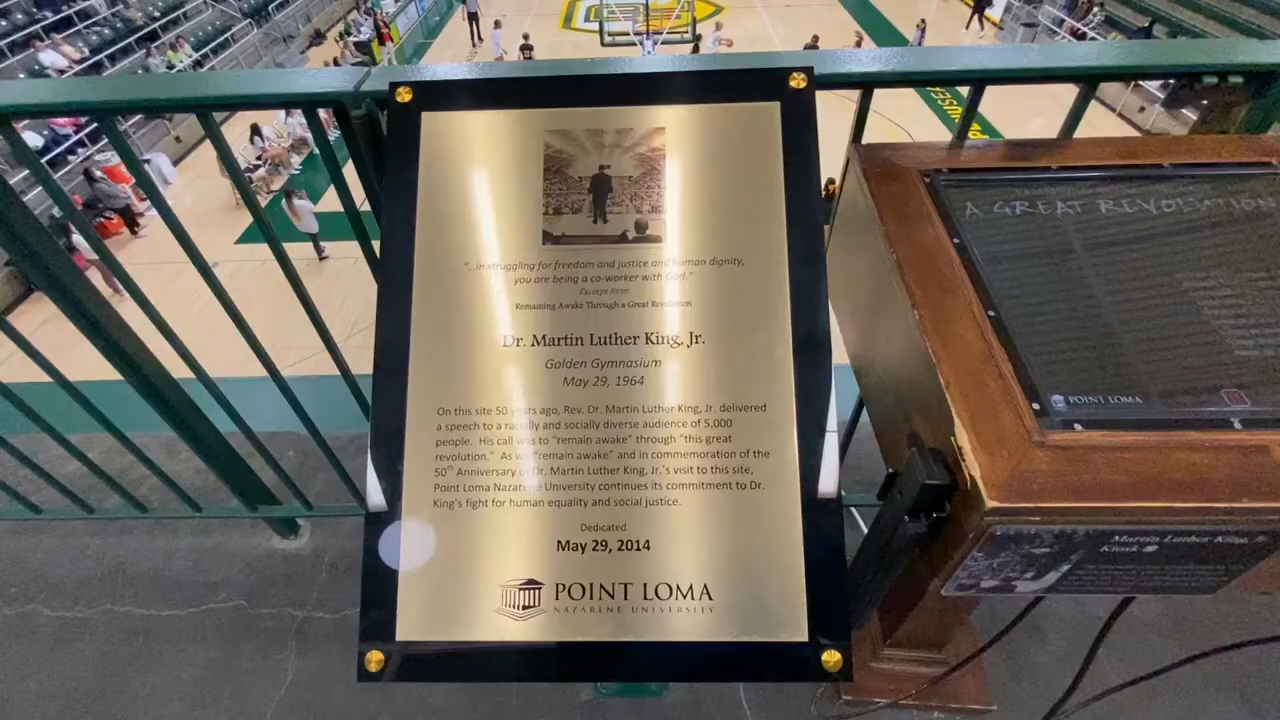 "...in struggling for freedom and justice and human dignity,
you are being a co-worker with God."
Excerpt from
Remaining Awake Through a Great Revolution
Dr. Martin Luther King, Jr.
Golden Gymnasium
May 29, 1964
On this site 50 years ago, Rev. Dr. Martin Luther King, Jr. delivered
a speech to a racially and socially diverse audience of 5,000
people. His call was to "remain awake" through "this great
revolution." As we "remain awake" and in commemoration of the
50th Anniversary of Dr. Martin Luther King, Jr.'s visit to this site,
Point Loma Nazarene University continues its commitment to Dr.
King's fight for human equality and social justice.
Dedicated
May 29, 2014
POINT LOMA
NAZARENE UNIVERSITY
A GREAT REVOLUTION
POINT LOMA
Martin Luther King, Jr.
Kiosk